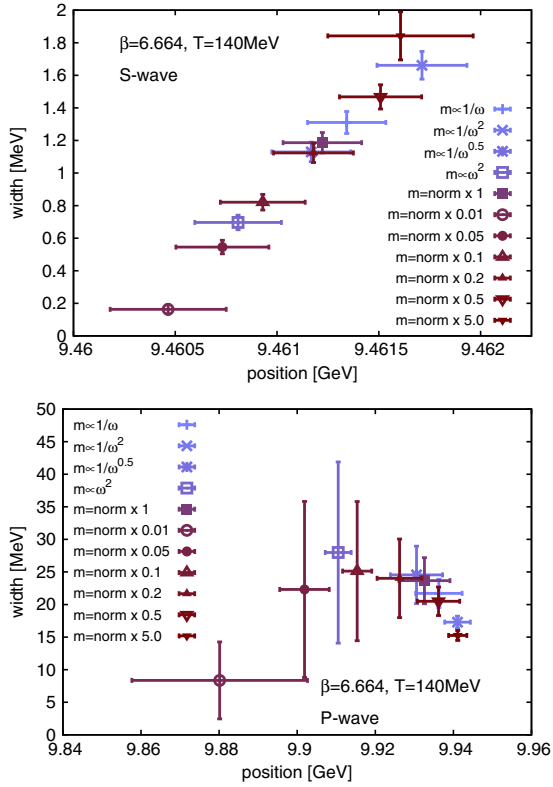 2
1.8
1.6
1.4
1.2
1
0.8
0.6
0.4
0.2
0
width [MeV]
β=6.664, T=140MeV
S-wave
m∝1/ω
m∝1/ω²
m∝1/ω⁰·⁵
m∝ω²
m=norm x 1
m=norm x 0.01
m=norm x 0.05
m=norm x 0.1
m=norm x 0.2
m=norm x 0.5
m=norm x 5.0
9.46 9.4605 9.461 9.4615 9.462
position [GeV]
50
45
40
35
30
25
20
15
10
5
0
width [MeV]
m∝1/ω
m∝1/ω²
m∝1/ω⁰·⁵
m∝ω²
m=norm x 1
m=norm x 0.01
m=norm x 0.05
m=norm x 0.1
m=norm x 0.2
m=norm x 0.5
m=norm x 5.0
β=6.664, T=140MeV
P-wave
9.84 9.86 9.88 9.9 9.92 9.94 9.96
position [GeV]